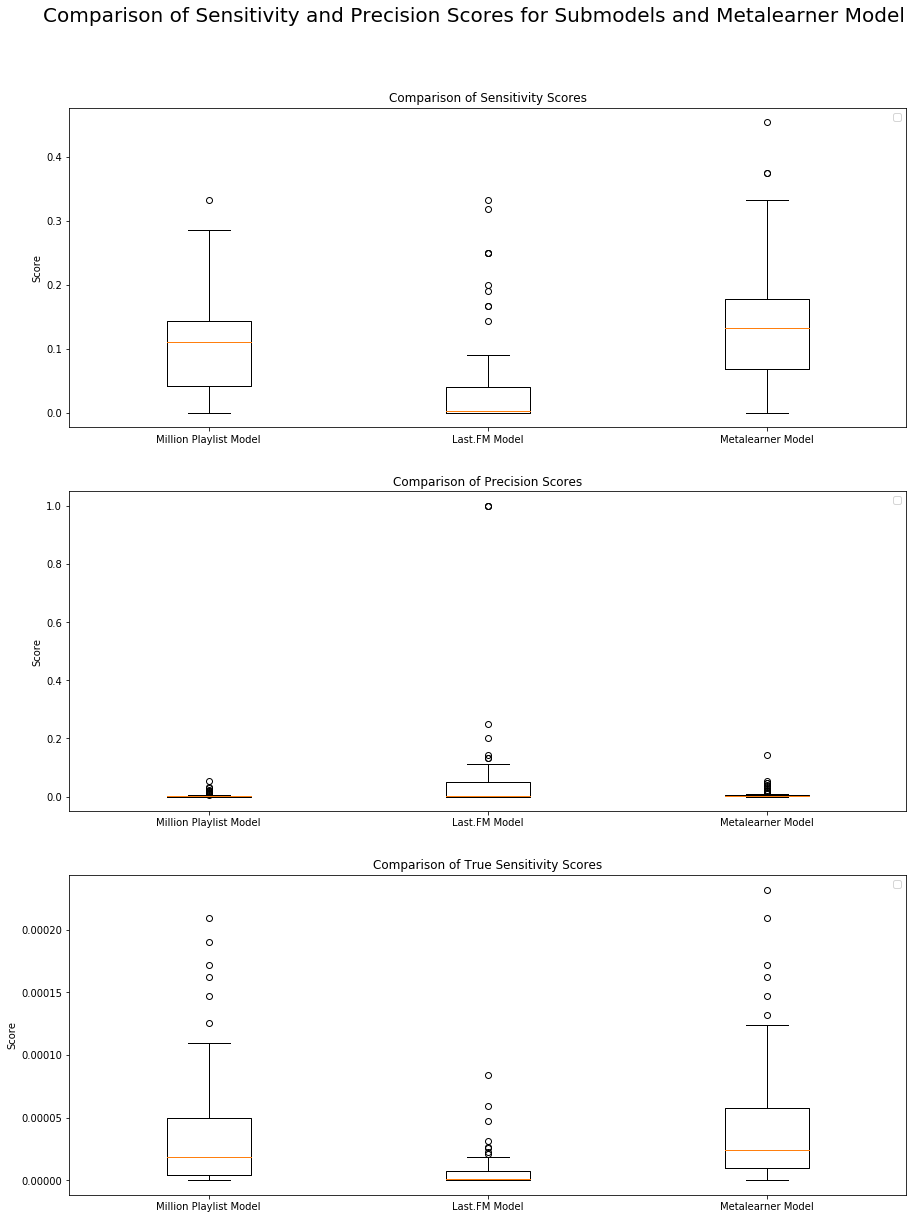 Comparison of Sensitivity and Precision Scores for Submodels and Metalearner Model
Comparison of Sensitivity Scores
0.4
0.3
0.2
0.1
0.0
Score
Million Playlist Model
Last.FM Model
Metalearner Model
Comparison of Precision Scores
1.0
0.8
0.6
0.4
0.2
0.0
Score
Million Playlist Model
Last.FM Model
Metalearner Model
Comparison of True Sensitivity Scores
0.00020
0.00015
0.00010
0.00005
0.00000
Score
Million Playlist Model
Last.FM Model
Metalearner Model